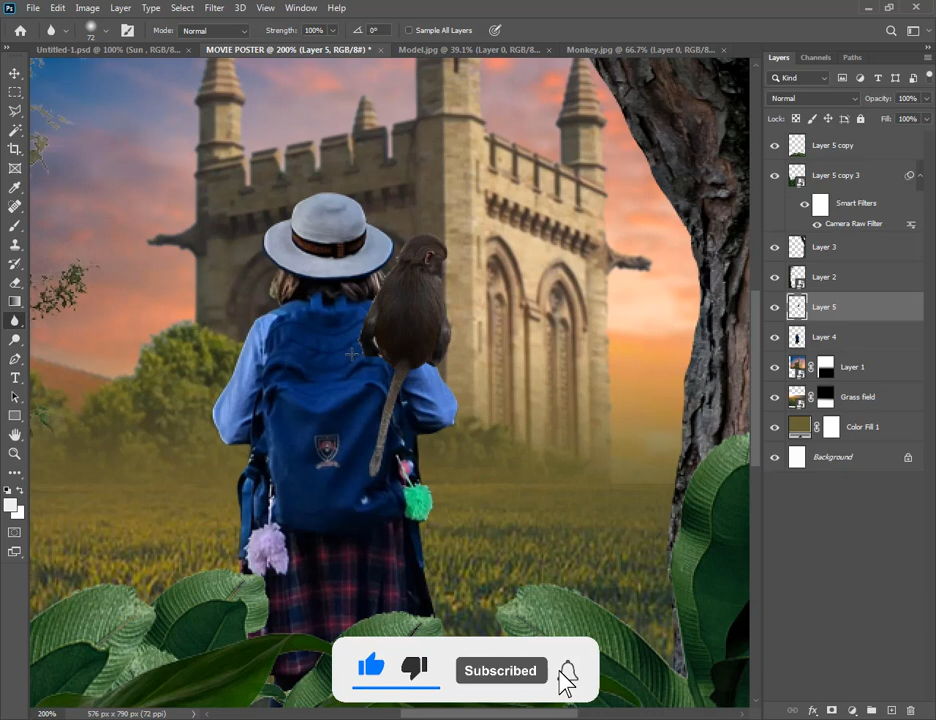 Ps File Edit Image Layer Type Select Filter 3D View Window Help
72 Mode: Normal Strength: 100% 0° Sample All Layers
Untitled-1.psd @ 100% (Sun , RGB/8... × MOVIE POSTER @ 200% (Layer 5, RGB/8#) * × Model.jpg @ 39.1% (Layer 0, RGB/8#... × Monkey.jpg @ 66.7% (Layer 0, RGB/8... ×
Layers Channels Paths
Kind
Normal Opacity: 100%
Lock: Fill: 100%
Layer 5 copy
Layer 5 copy 3
Smart Filters
Camera Raw Filter
Layer 3
Layer 2
Layer 5
Layer 4
Layer 1
Grass field
Color Fill 1
Background
Subscribed
200% 576 px x 790 px (72 ppi)
fx